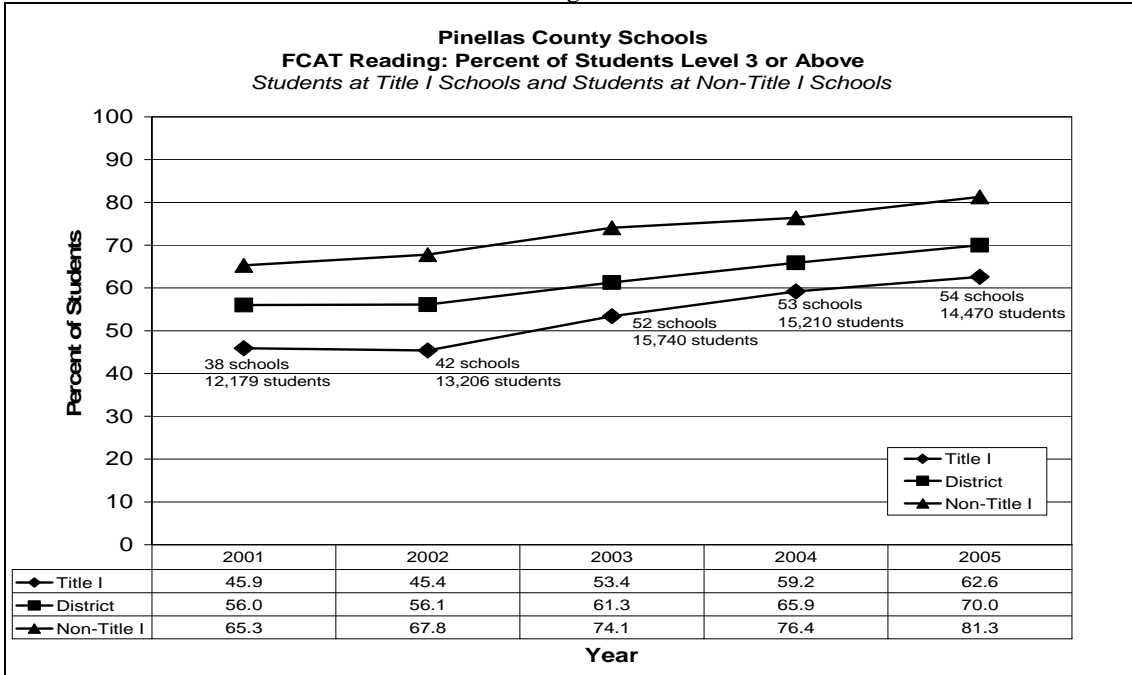 Pinellas County Schools
FCAT Reading: Percent of Students Level 3 or Above
Students at Title I Schools and Students at Non-Title I Schools
Percent of Students
100
90
80
70
60
50
40
30
20
10
0
38 schools
12,179 students
42 schools
13,206 students
52 schools
15,740 students
53 schools
15,210 students
54 schools
14,470 students
Title I
District
Non-Title I
2001 2002 2003 2004 2005
Title I 45.9 45.4 53.4 59.2 62.6
District 56.0 56.1 61.3 65.9 70.0
Non-Title I 65.3 67.8 74.1 76.4 81.3
Year